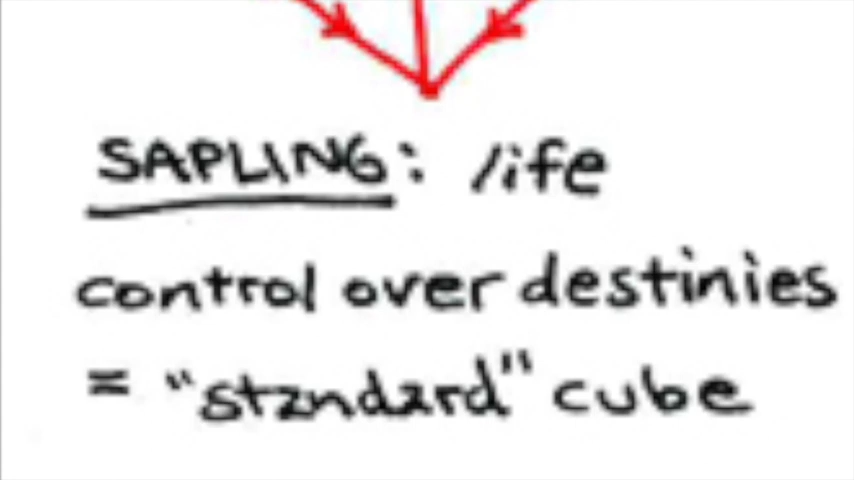 SAPLING: life
control over destinies
= "standard" cube